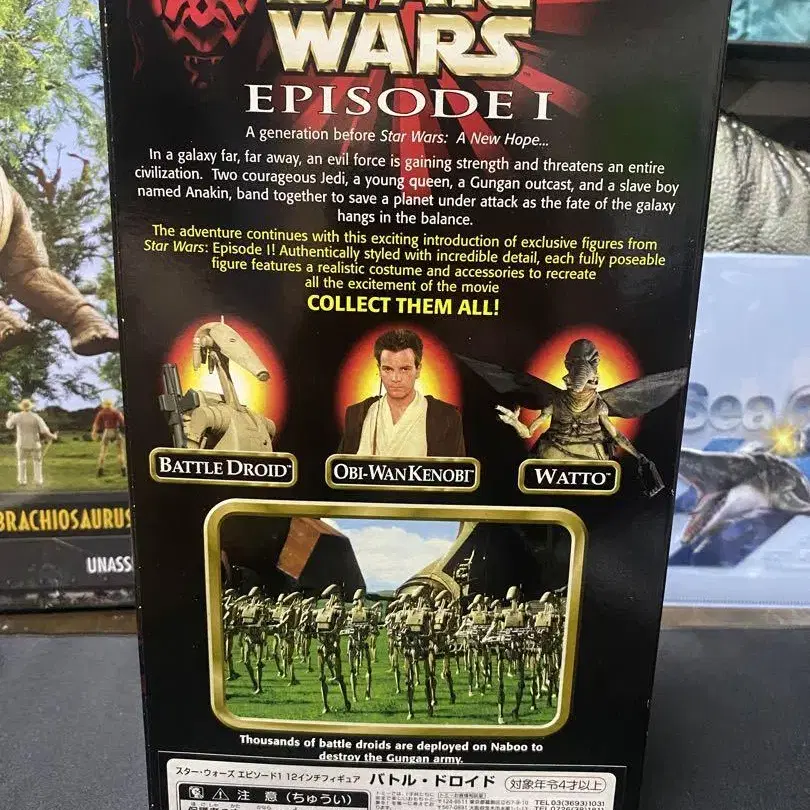 WARS
EPISODE I
A generation before Star Wars: A New Hope...
In a galaxy far, far away, an evil force is gaining strength and threatens an entire
civilization. Two courageous Jedi, a young queen, a Gungan outcast, and a slave boy
named Anakin, band together to save a planet under attack as the fate of the galaxy
hangs in the balance.
The adventure continues with this exciting introduction of exclusive figures from
Star Wars: Episode I! Authentically styled with incredible detail, each fully poseable
figure features a realistic costume and accessories to recreate
all the excitement of the movie
COLLECT THEM ALL!
BATTLE DROID™
OBI-WAN KENOBI™
WATTO™
BRACHIOSAURUS
UNASS
Sea
Thousands of battle droids are deployed on Naboo to
destroy the Gungan army.
スター・ウォーズ エピソード1 12インチフィギュア バトル・ドロイド 対象年令4才以上
注意(ちゅうい)
TEL03(3693)1031